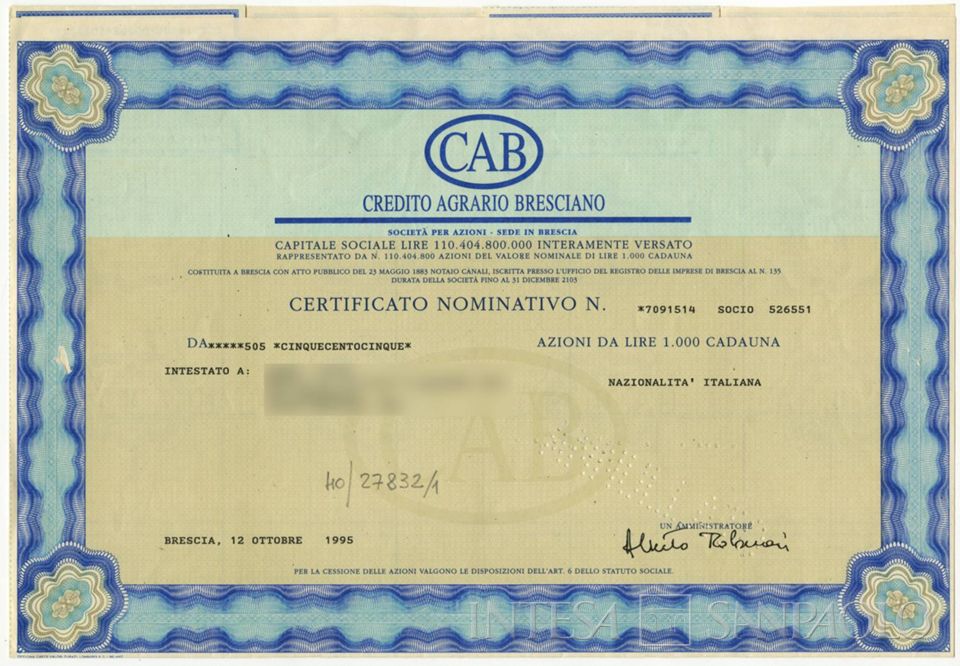 CAB
CREDITO AGRARIO BRESCIANO
SOCIETÀ PER AZIONI - SEDE IN BRESCIA
CAPITALE SOCIALE LIRE 110.404.800.000 INTERAMENTE VERSATO
RAPPRESENTATO DA N. 110.404.800 AZIONI DEL VALORE NOMINALE DI LIRE 1.000 CADAUNA
COSTITUITA A BRESCIA CON ATTO PUBBLICO DEL 23 MAGGIO 1883 NOTAIO CANALI, ISCRITTA PRESSO L'UFFICIO DEL REGISTRO DELLE IMPRESE DI BRESCIA AL N. 135
DURATA DELLA SOCIETÀ FINO AL 31 DICEMBRE 2103
CERTIFICATO NOMINATIVO N. *7091514 SOCIO 526551
DA*****505 *CINQUECENTOCINQUE* AZIONI DA LIRE 1.000 CADAUNA
INTESTATO A:
NAZIONALITA' ITALIANA
CAB
40/27832/1
UN AMMINISTRATORE
BRESCIA, 12 OTTOBRE 1995
PER LA CESSIONE DELLE AZIONI VALGONO LE DISPOSIZIONI DELL'ART. 6 DELLO STATUTO SOCIALE.
INTESA SANPAOLO